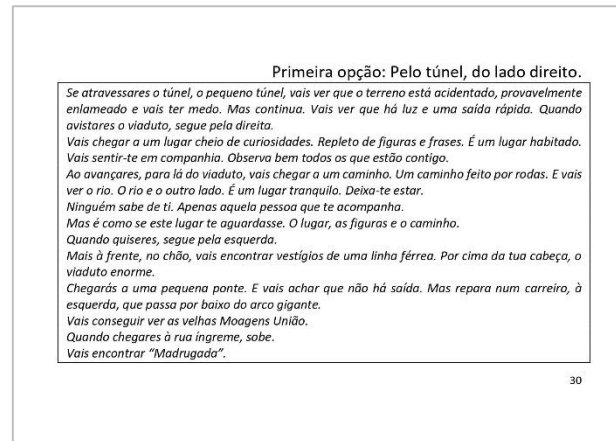 Primeira opção: Pelo túnel, do lado direito.
Se atravessares o túnel, o pequeno túnel, vais ver que o terreno está acidentado, provavelmente
enlameado e vais ter medo. Mas continua. Vais ver que há luz e uma saída rápida. Quando
avistares o viaduto, segue pela direita.
Vais chegar a um lugar cheio de curiosidades. Repleto de figuras e frases. É um lugar habitado.
Vais sentir-te em companhia. Observa bem todos os que estão contigo.
Ao avançares, para lá do viaduto, vais chegar a um caminho. Um caminho feito por rodas. E vais
ver o rio. O rio e o outro lado. É um lugar tranquilo. Deixa-te estar.
Ninguém sabe de ti. Apenas aquela pessoa que te acompanha.
Mas é como se este lugar te aguardasse. O lugar, as figuras e o caminho.
Quando quiseres, segue pela esquerda.
Mais à frente, no chão, vais encontrar vestígios de uma linha férrea. Por cima da tua cabeça, o
viaduto enorme.
Chegarás a uma pequena ponte. E vais achar que não há saída. Mas repara num carreiro, à
esquerda, que passa por baixo do arco gigante.
Vais conseguir ver as velhas Moagens União.
Quando chegares à rua íngreme, sobe.
Vais encontrar “Madrugada”.
30